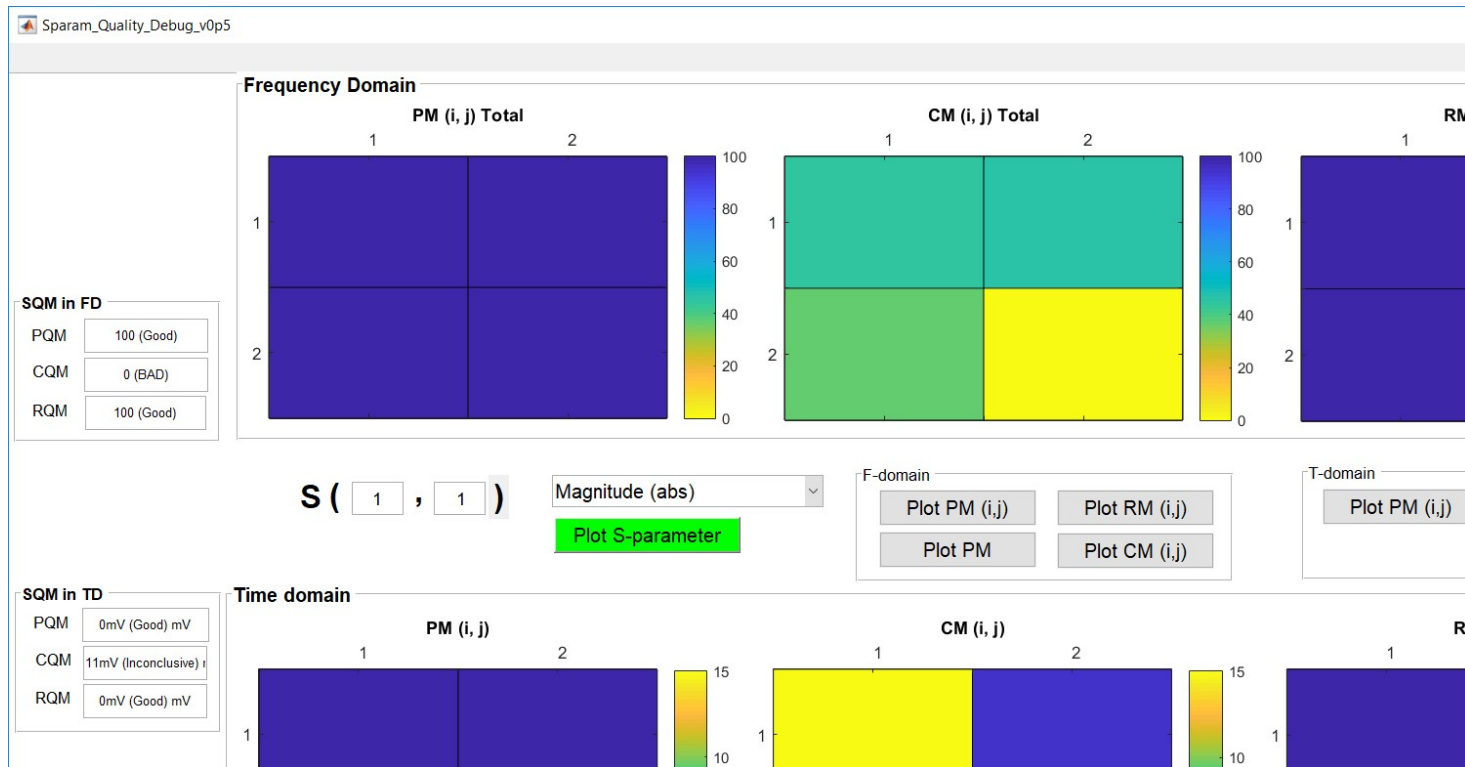 Sparam_Quality_Debug_v0p5
Frequency Domain
PM (i, j) Total
CM (i, j) Total
RM
1 2
1 2
1
100
80
60
40
20
0
100
80
60
40
20
0
1
2
1
2
1
2
SQM in FD
PQM 100 (Good)
CQM 0 (BAD)
RQM 100 (Good)
S ( 1 , 1 )
Magnitude (abs)
Plot S-parameter
F-domain
Plot PM (i,j) Plot RM (i,j)
Plot PM Plot CM (i,j)
T-domain
Plot PM (i,j)
SQM in TD
PQM 0mV (Good) mV
CQM 11mV (Inconclusive)
RQM 0mV (Good) mV
Time domain
PM (i, j)
CM (i, j)
R
1 2
1 2
1
15
10
15
10
1
1
1